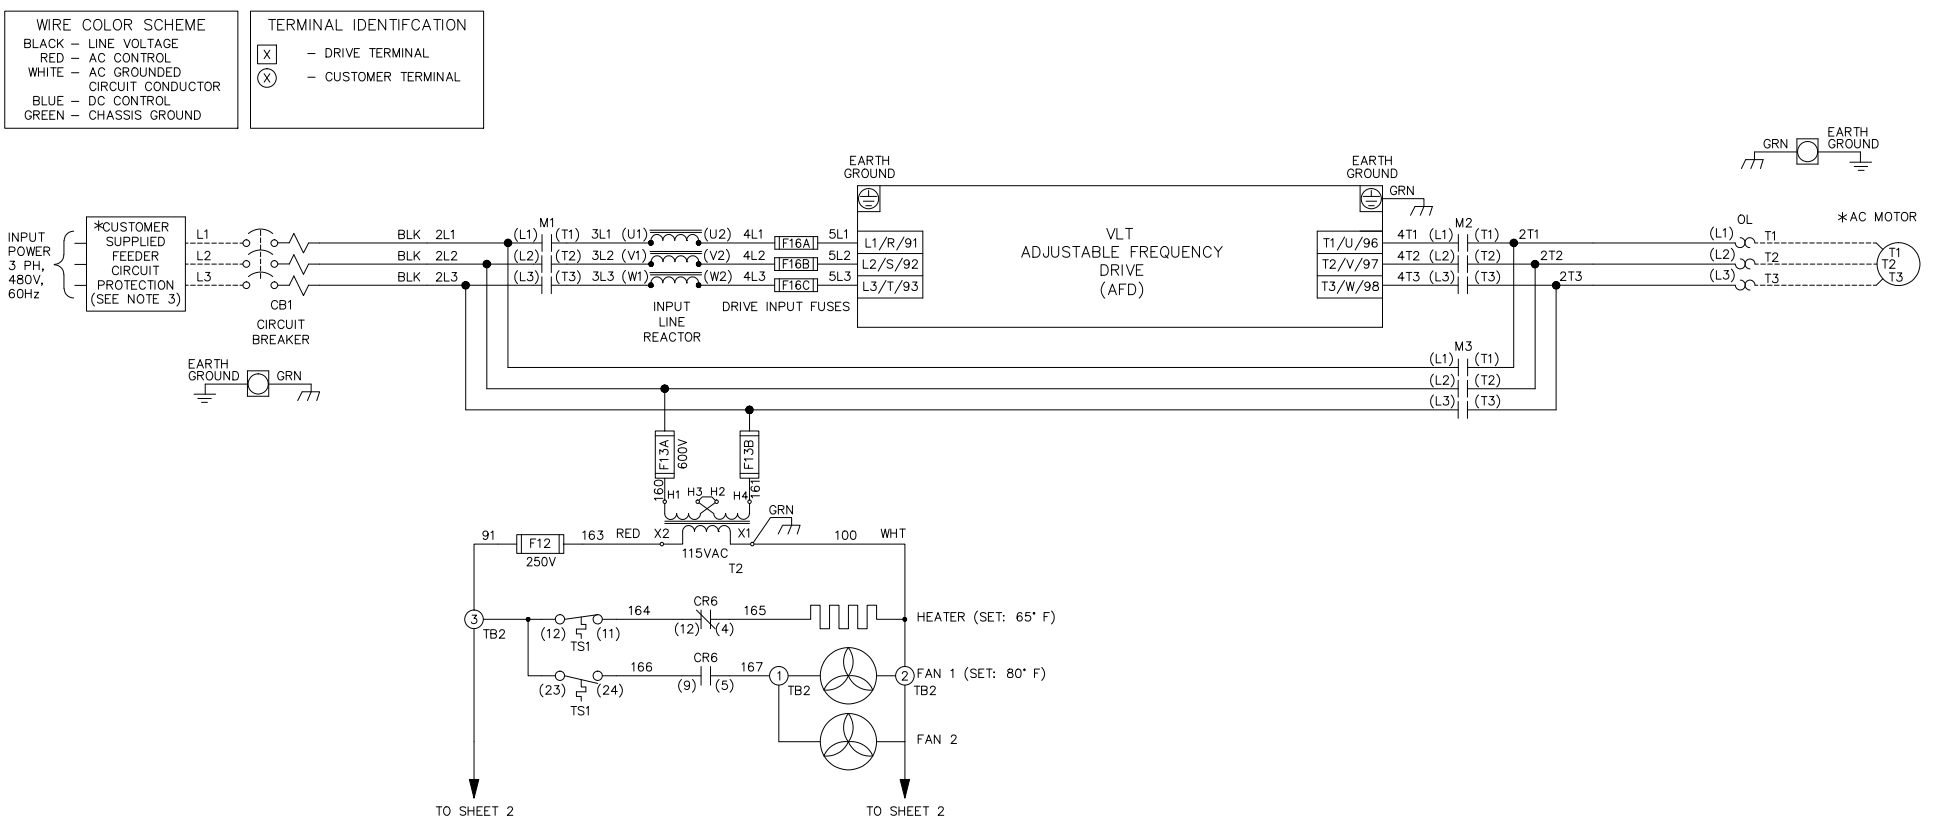 WIRE COLOR SCHEME
BLACK – LINE VOLTAGE
RED – AC CONTROL
WHITE – AC GROUNDED
CIRCUIT CONDUCTOR
BLUE – DC CONTROL
GREEN – CHASSIS GROUND
TERMINAL IDENTIFCATION
X – DRIVE TERMINAL
X – CUSTOMER TERMINAL
INPUT
POWER
3 PH,
480V,
60Hz
*CUSTOMER
SUPPLIED
FEEDER
CIRCUIT
PROTECTION
(SEE NOTE 3)
L1
L2
L3
CB1
CIRCUIT
BREAKER
EARTH
GROUND
GRN
BLK 2L1
BLK 2L2
BLK 2L3
M1
(L1) (T1) 3L1 (U1) (U2) 4L1 F16A 5L1
(L2) (T2) 3L2 (V1) (V2) 4L2 F16B 5L2
(L3) (T3) 3L3 (W1) (W2) 4L3 F16C 5L3
INPUT
LINE
REACTOR
DRIVE INPUT FUSES
EARTH
GROUND
L1/R/91
L2/S/92
L3/T/93
VLT
ADJUSTABLE FREQUENCY
DRIVE
(AFD)
EARTH
GROUND
GRN
T1/U/96
T2/V/97
T3/W/98
M2
4T1 (L1) (T1) 2T1
4T2 (L2) (T2) 2T2
4T3 (L3) (T3) 2T3
GRN
EARTH
GROUND
OL
(L1) T1
(L2) T2
(L3) T3
*AC MOTOR
T1
T2
T3
M3
(L1) (T1)
(L2) (T2)
(L3) (T3)
F13A
600V
F13B
160
161
H1 H3 H2 H4
GRN
91
F12
250V
163 RED X2
X1
115VAC
T2
100 WHT
3
TB2
(12) (11)
TS1
164
CR6
(12) (4)
165
HEATER (SET: 65° F)
(23) (24)
TS1
166
CR6
(9) (5)
167
1
TB2
2
TB2
FAN 1 (SET: 80° F)
FAN 2
TO SHEET 2
TO SHEET 2